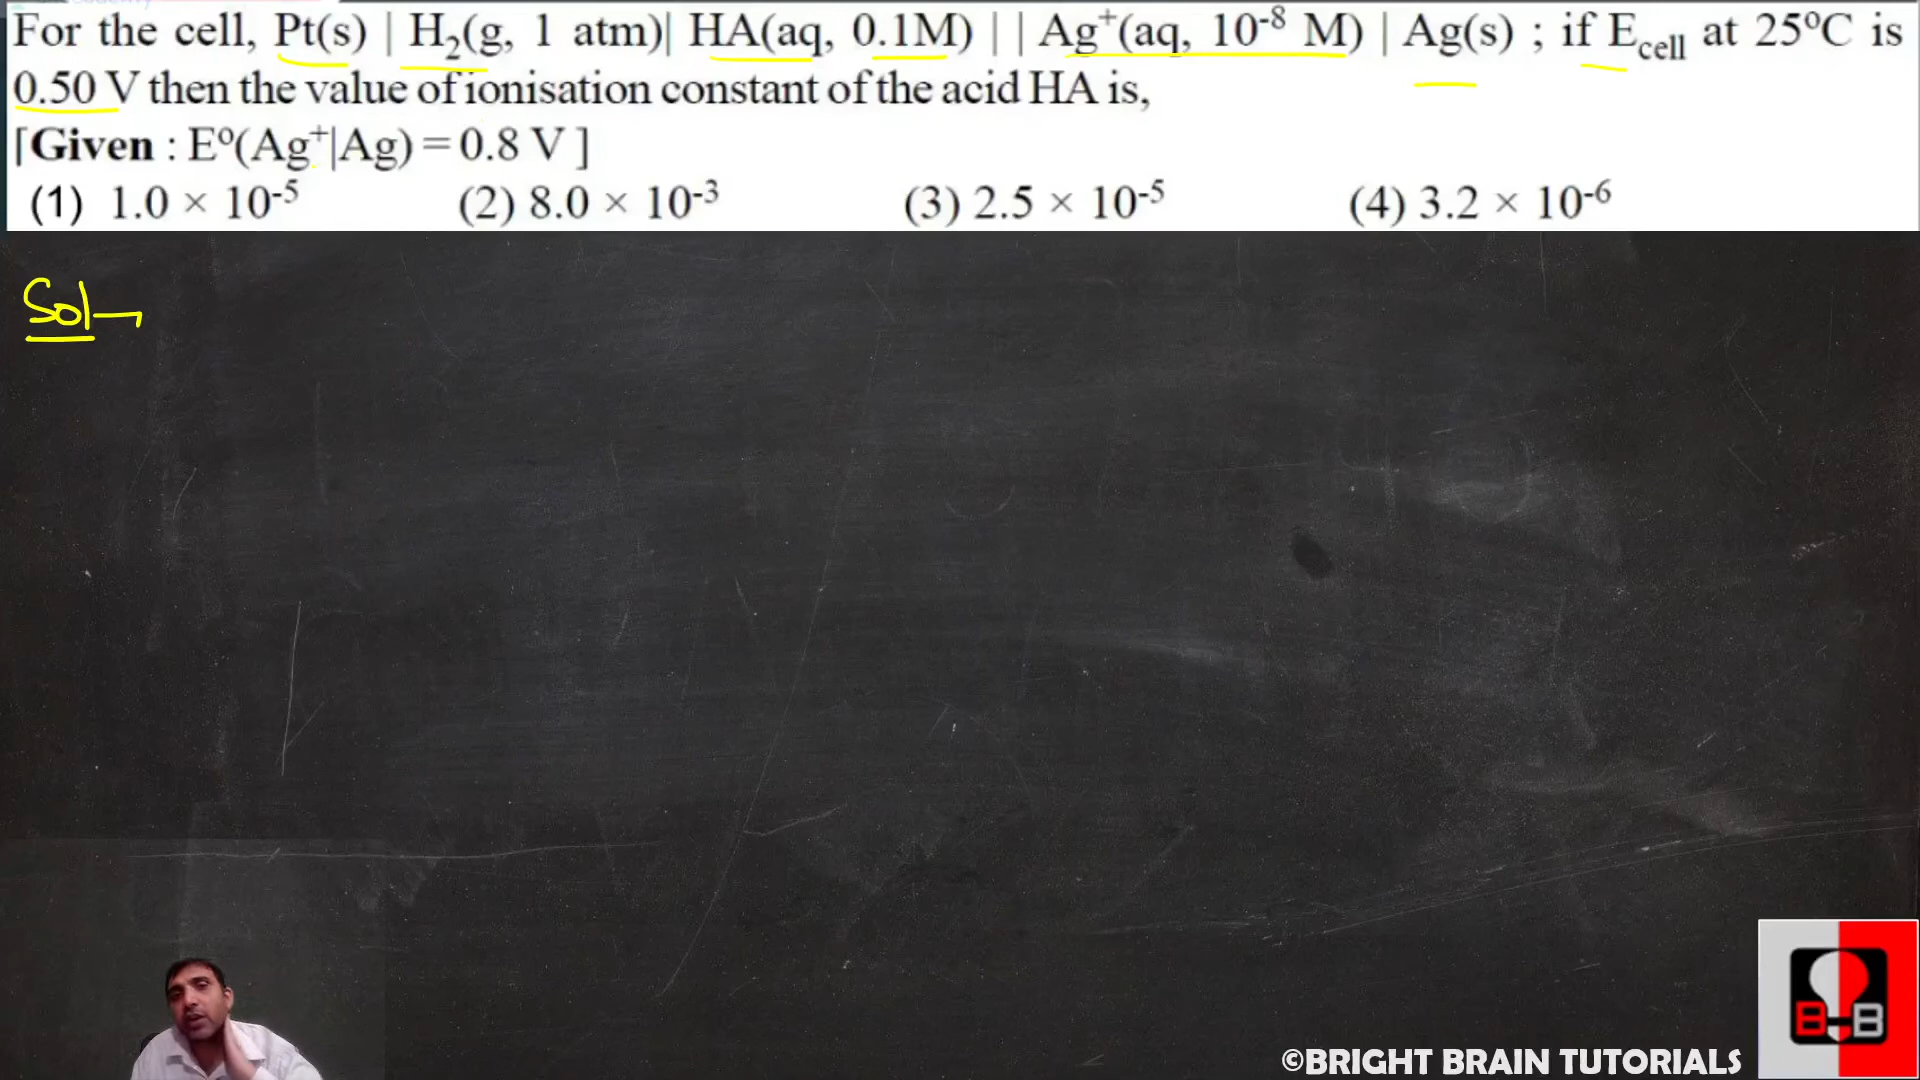 For the cell, Pt(s) | H₂(g, 1 atm)| HA(aq, 0.1M) | | Ag⁺(aq, 10⁻⁸ M) | Ag(s) ; if E_cell at 25°C is
0.50 V then the value of ionisation constant of the acid HA is,
[Given : E°(Ag⁺|Ag) = 0.8 V ]
(1) 1.0 × 10⁻⁵ (2) 8.0 × 10⁻³ (3) 2.5 × 10⁻⁵ (4) 3.2 × 10⁻⁶
Sol
B B
©BRIGHT BRAIN TUTORIALS